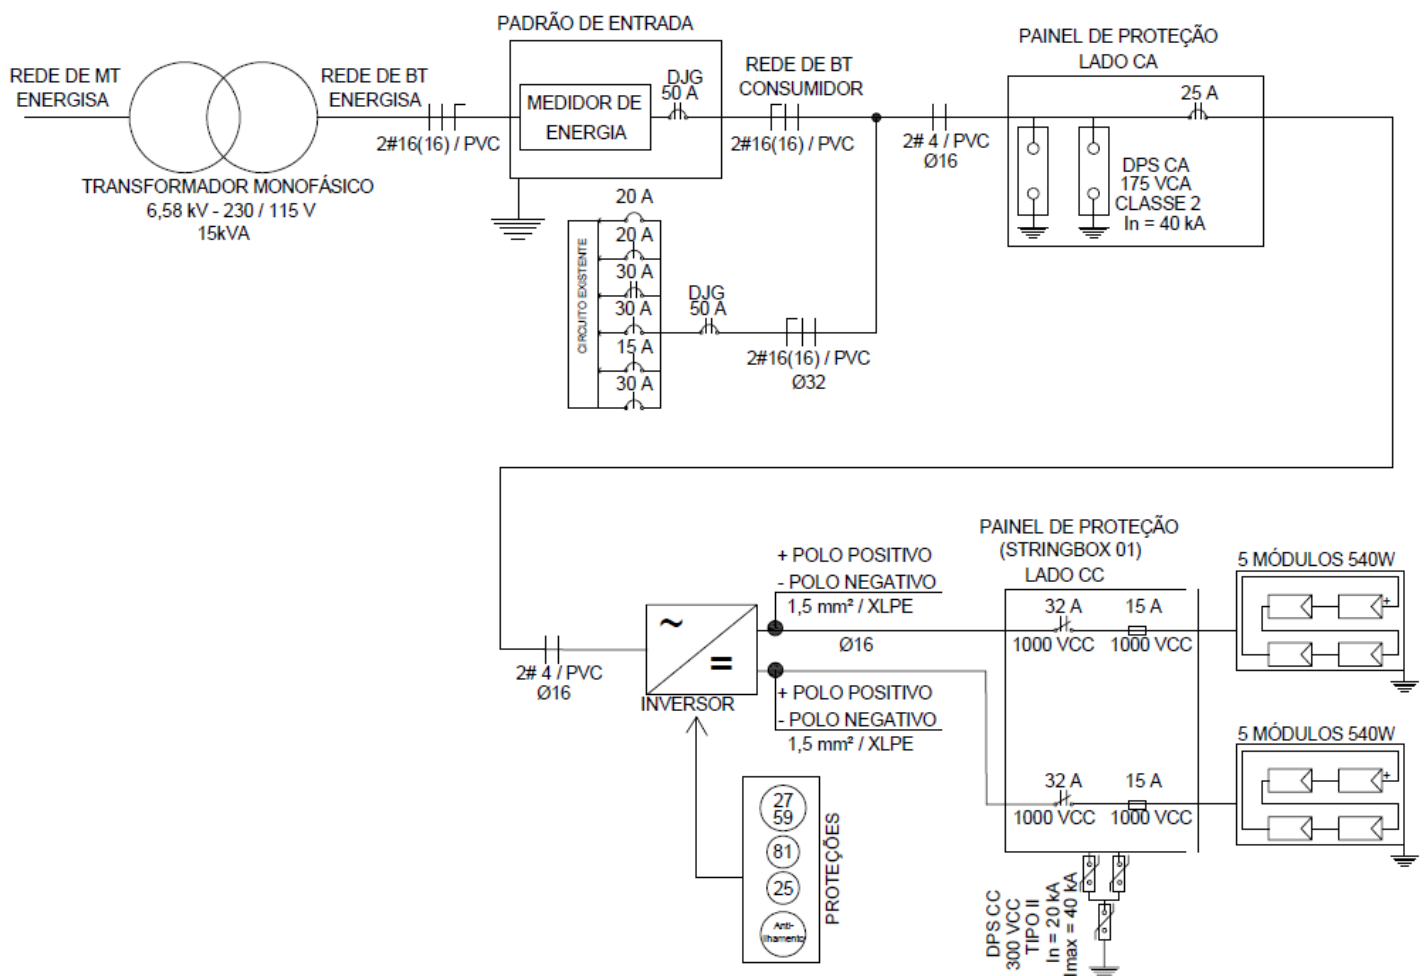 REDE DE MT
ENERGISA
TRANSFORMADOR MONOFÁSICO
6,58 kV - 230 / 115 V
15kVA
REDE DE BT
ENERGISA
2#16(16) / PVC
PADRÃO DE ENTRADA
MEDIDOR DE
ENERGIA
DJG
50 A
REDE DE BT
CONSUMIDOR
2#16(16) / PVC
2# 4 / PVC
Ø16
PAINEL DE PROTEÇÃO
LADO CA
25 A
DPS CA
175 VCA
CLASSE 2
In = 40 kA
CIRCUITO EXISTENTE
20 A
20 A
30 A
30 A
15 A
30 A
DJG
50 A
2#16(16) / PVC
Ø32
2# 4 / PVC
Ø16
~
=
INVERSOR
+ POLO POSITIVO
- POLO NEGATIVO
1,5 mm² / XLPE
Ø16
+ POLO POSITIVO
- POLO NEGATIVO
1,5 mm² / XLPE
27
59
81
25
Anti-
ilhamento
PROTEÇÕES
PAINEL DE PROTEÇÃO
(STRINGBOX 01)
LADO CC
32 A
1000 VCC
15 A
1000 VCC
32 A
1000 VCC
15 A
1000 VCC
DPS CC
300 VCC
TIPO II
In = 20 kA
Imax = 40 kA
5 MÓDULOS 540W
+
5 MÓDULOS 540W
+